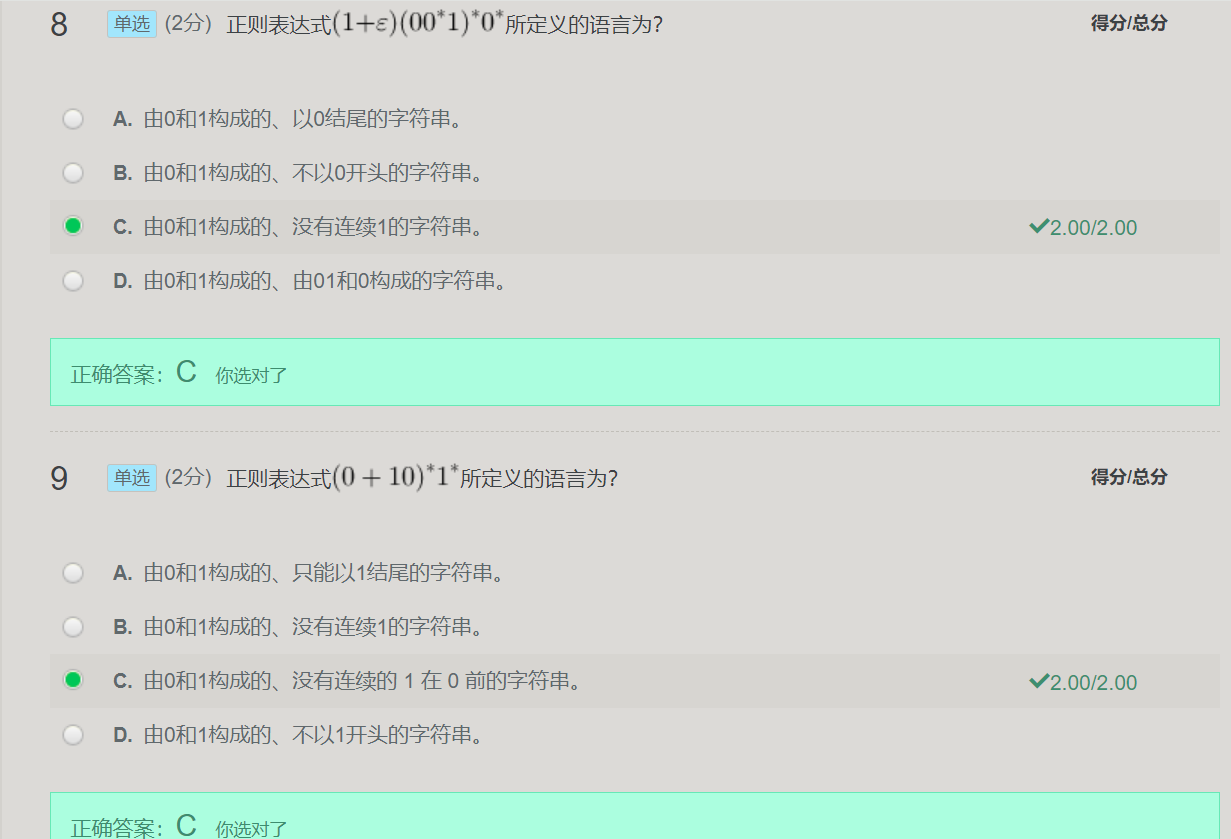 8 单选 (2分) 正则表达式(1+ε)(00*1)*0*所定义的语言为? 得分/总分
A. 由0和1构成的、以0结尾的字符串。
B. 由0和1构成的、不以0开头的字符串。
C. 由0和1构成的、没有连续1的字符串。 2.00/2.00
D. 由0和1构成的、由01和0构成的字符串。
正确答案：C 你选对了
9 单选 (2分) 正则表达式(0 + 10)*1*所定义的语言为? 得分/总分
A. 由0和1构成的、只能以1结尾的字符串。
B. 由0和1构成的、没有连续1的字符串。
C. 由0和1构成的、没有连续的 1 在 0 前的字符串。 2.00/2.00
D. 由0和1构成的、不以1开头的字符串。
正确答案：C 你选对了